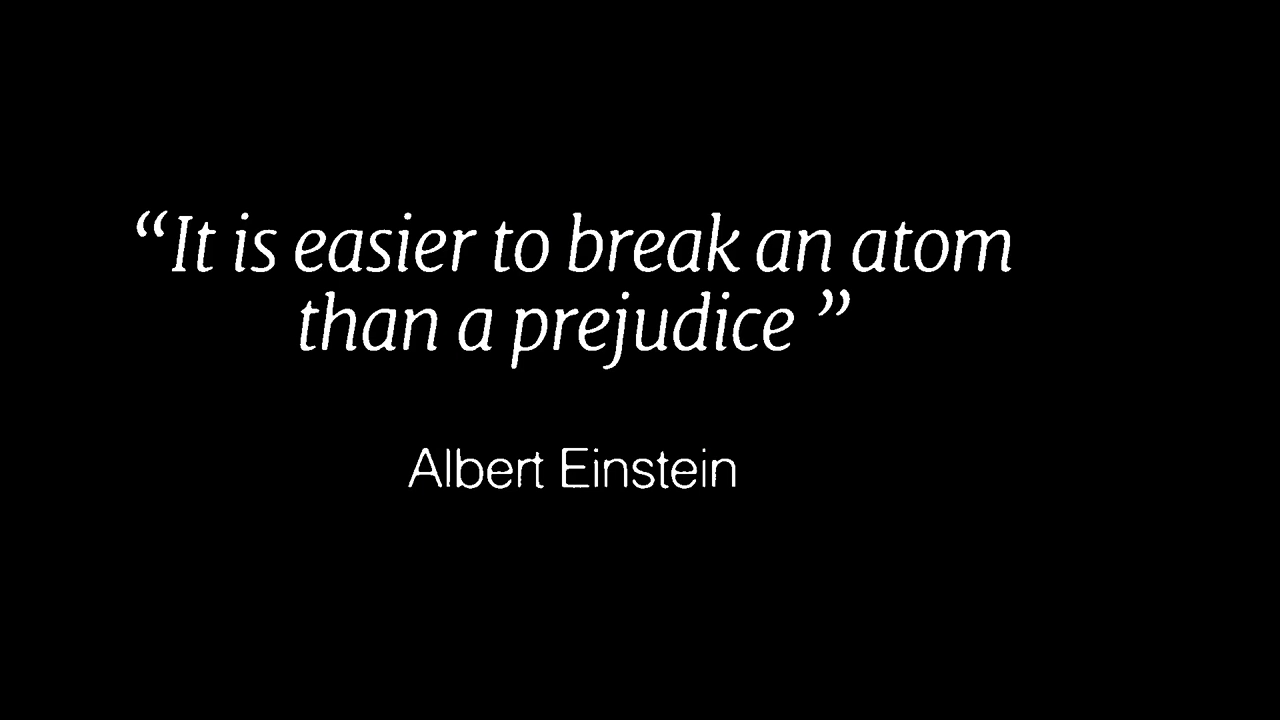 “It is easier to break an atom
than a prejudice ”
Albert Einstein